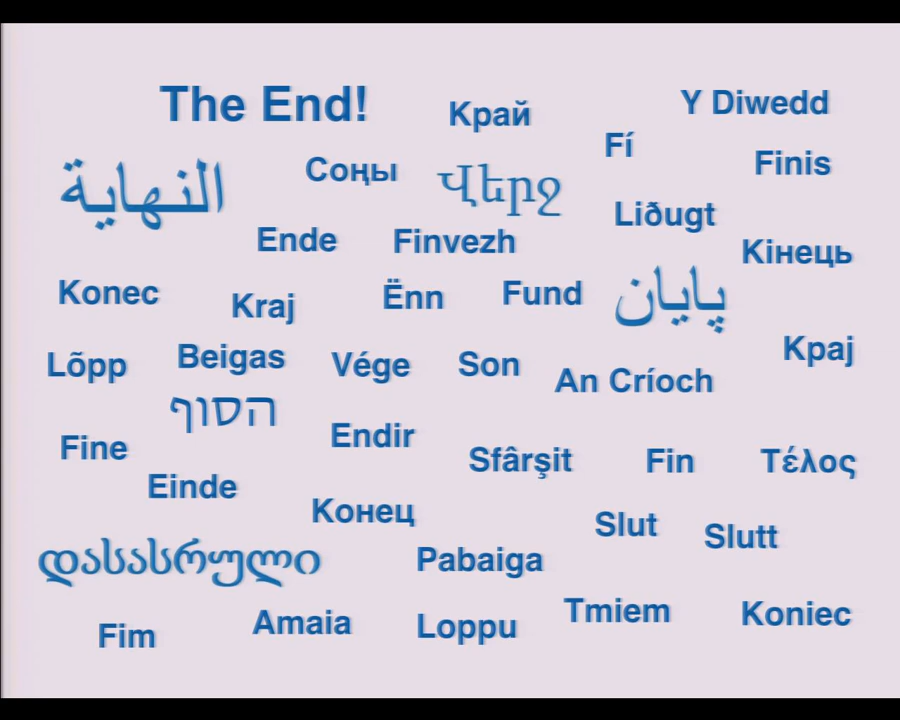 The End!
Край
Y Diwedd
Fí
Finis
النهاية
Соңы
Վերջ
Liðugt
Ende
Finvezh
Кінець
Konec
Kraj
Ënn
Fund
پایان
Крај
Lõpp
Beigas
Vége
Son
An Críoch
הסוף
Fine
Endir
Sfârşit
Fin
Τέλος
Einde
Конец
Slut
Slutt
დასასრული
Pabaiga
Fim
Amaia
Loppu
Tmiem
Koniec